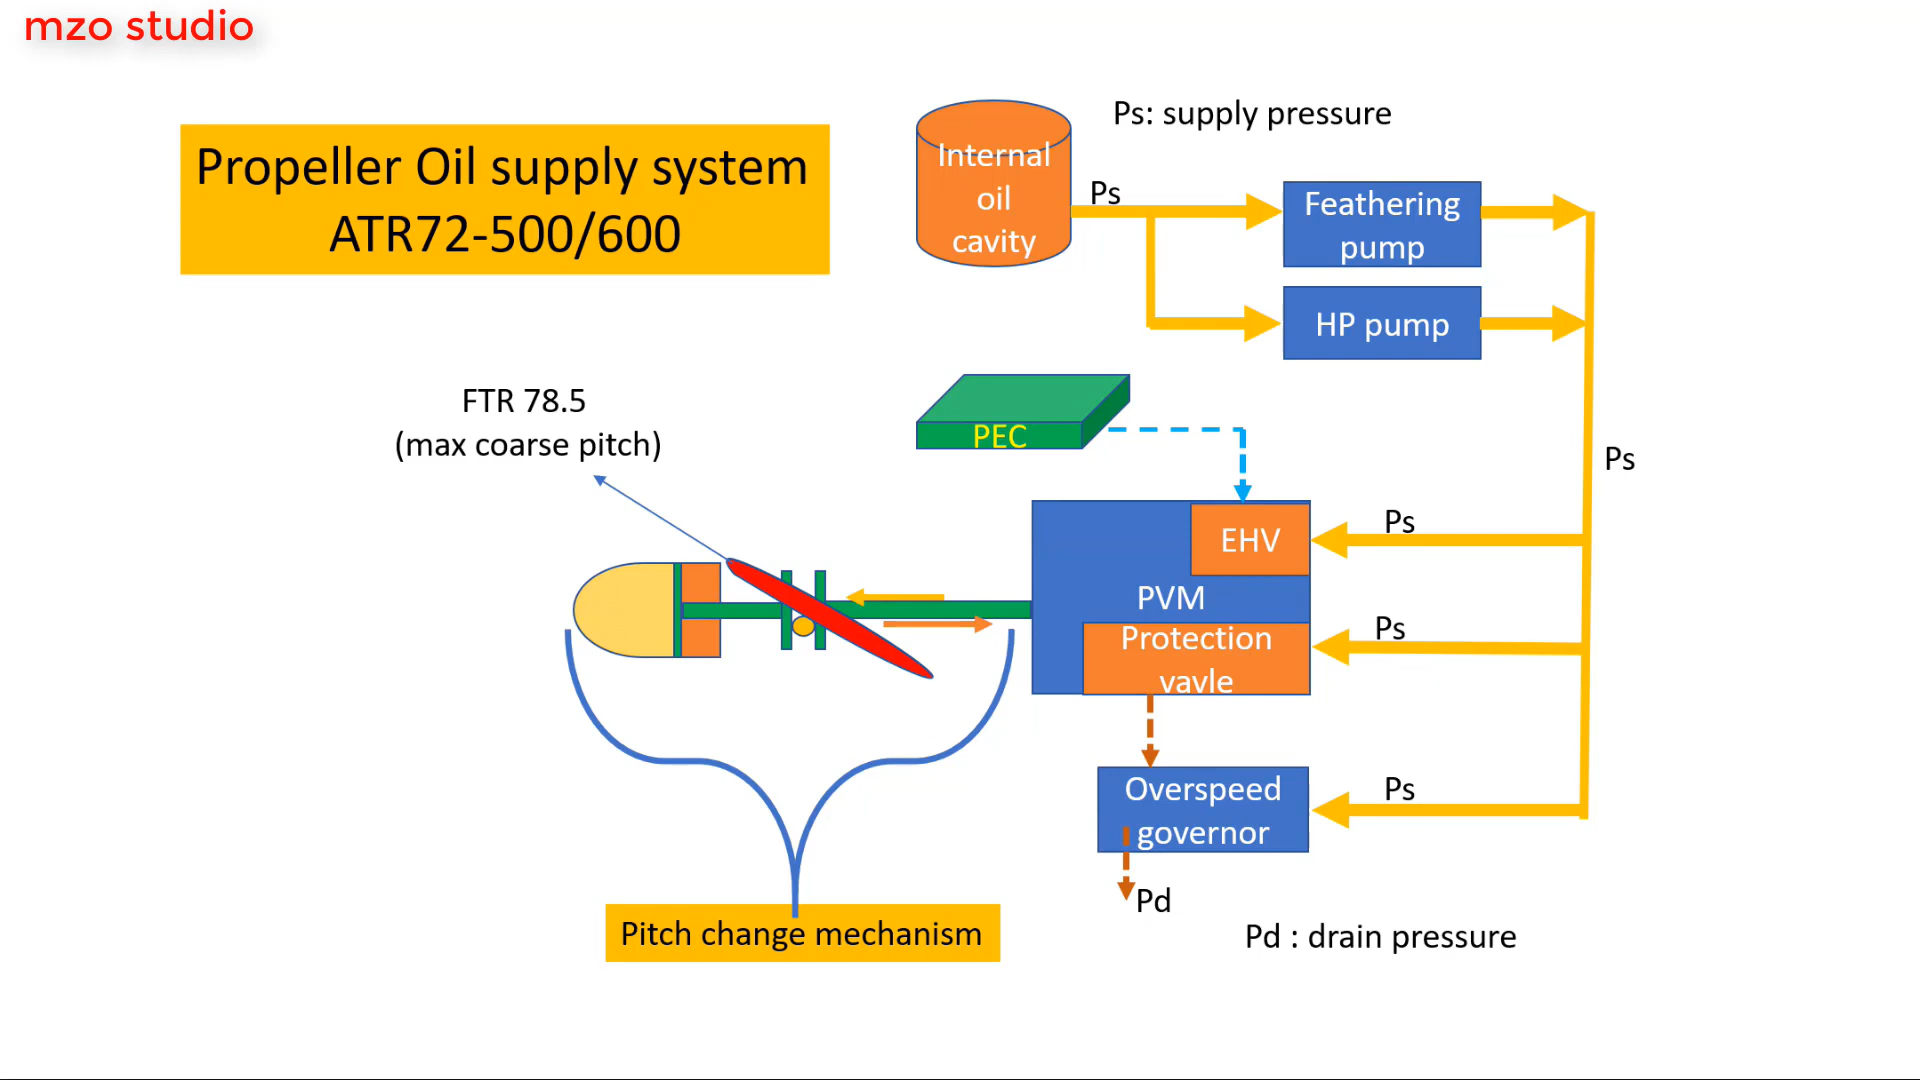 mzo studio
Propeller Oil supply system
ATR72-500/600
Ps: supply pressure
Internal
oil
cavity
Ps
Feathering
pump
HP pump
FTR 78.5
(max coarse pitch)
PEC
Ps
EHV
Ps
PVM
Protection
vavle
Ps
Overspeed
governor
Ps
Pd
Pitch change mechanism
Pd : drain pressure